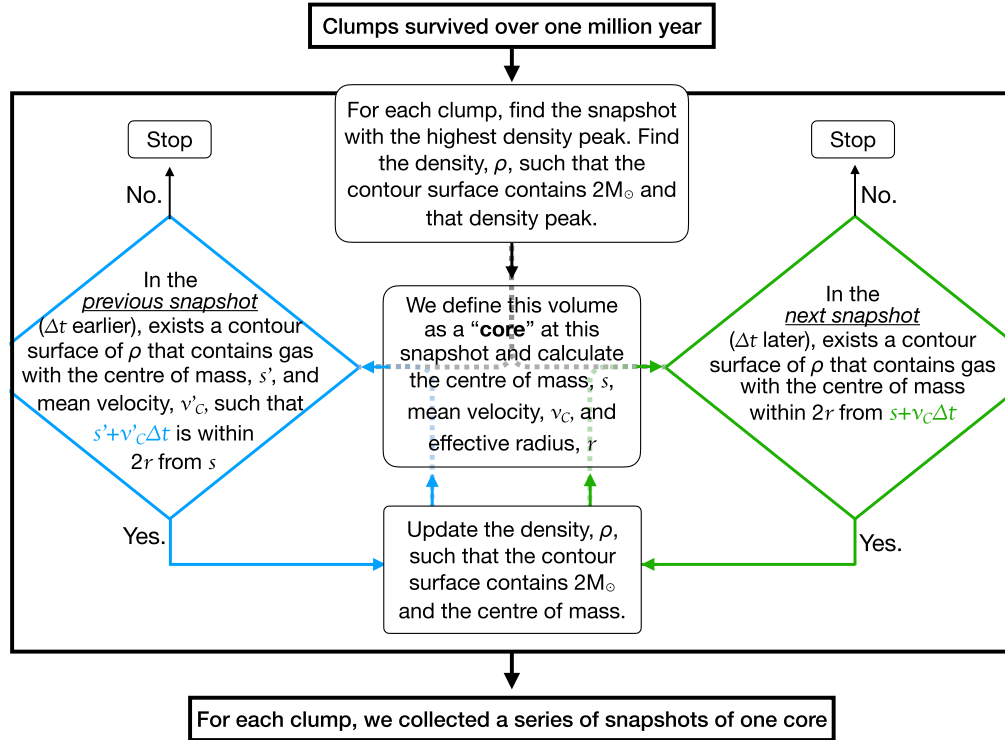 Clumps survived over one million year
For each clump, find the snapshot
with the highest density peak. Find
the density, ρ, such that the
contour surface contains 2M☉ and
that density peak.
Stop
No.
In the
previous snapshot
(Δt earlier), exists a contour
surface of ρ that contains gas
with the centre of mass, s’, and
mean velocity, v’C, such that
s’+v’CΔt is within
2r from s
Yes.
We define this volume
as a “core” at this
snapshot and calculate
the centre of mass, s,
mean velocity, vC, and
effective radius, r
Stop
No.
In the
next snapshot
(Δt later), exists a contour
surface of ρ that contains gas
with the centre of mass
within 2r from s+vCΔt
Yes.
Update the density, ρ,
such that the contour
surface contains 2M☉
and the centre of mass.
For each clump, we collected a series of snapshots of one core